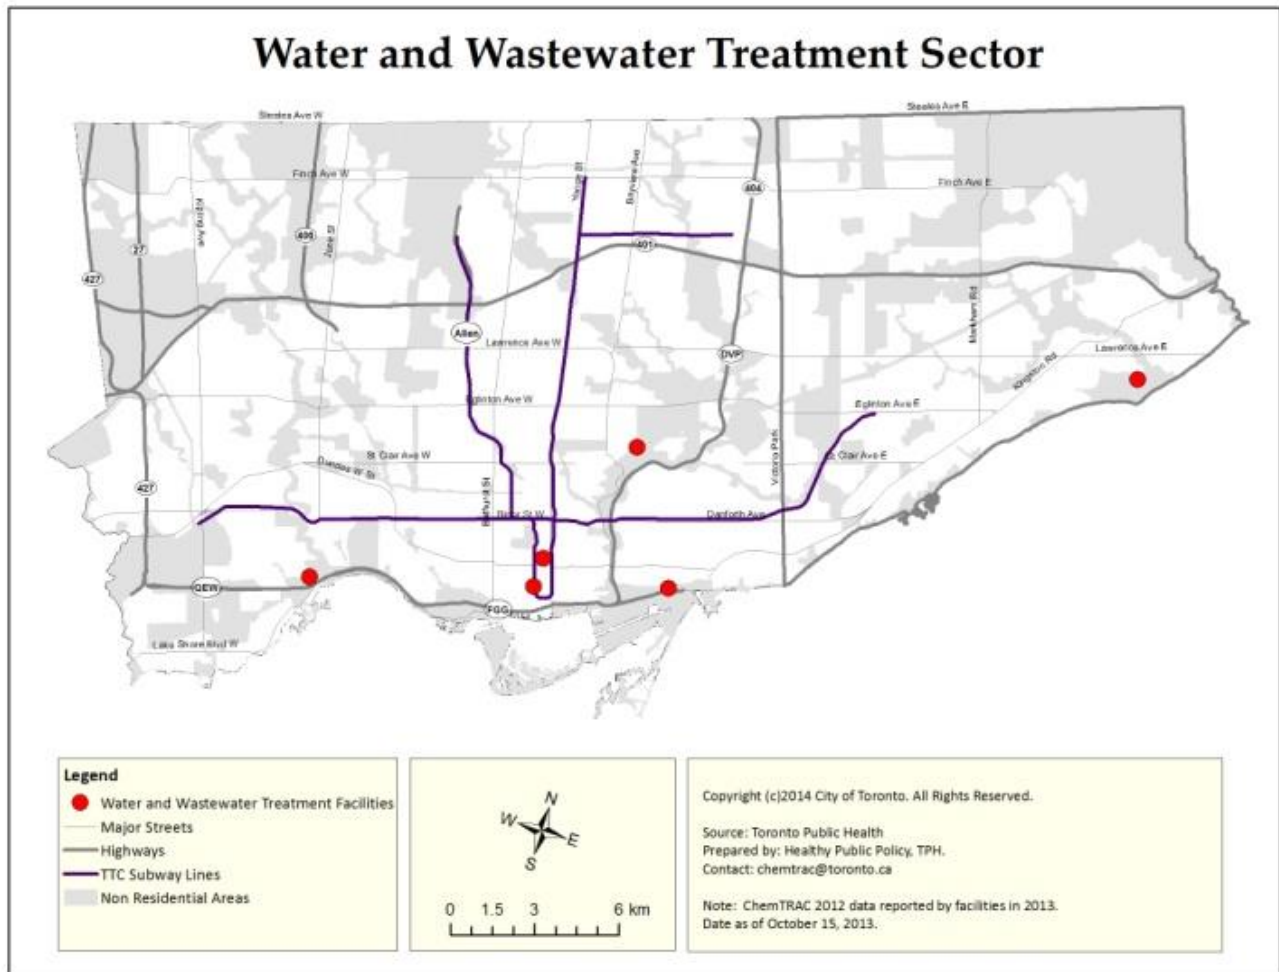 Water and Wastewater Treatment Sector
Steeles Ave W
Steeles Ave E
Finch Ave W
Yonge St
Bayview Ave
404
Finch Ave E
Kipling Ave
27
400
Jane St
401
427
Allen
Lawrence Ave W
DVP
Markham Rd
Lawrence Ave E
Kingston Rd
Eglinton Ave W
Eglinton Ave E
Victoria Park
St Clair Ave W
St Clair Ave E
Dundas W St
427
Bathurst St
Bloor St W
Danforth Ave
QEW
FGG
Lake Shore Blvd W
Legend
Water and Wastewater Treatment Facilities
Major Streets
Highways
TTC Subway Lines
Non Residential Areas
N
W
E
S
0 1.5 3 6 km
Copyright (c)2014 City of Toronto. All Rights Reserved.
Source: Toronto Public Health
Prepared by: Healthy Public Policy, TPH.
Contact: chemtrac@toronto.ca
Note: ChemTRAC 2012 data reported by facilities in 2013.
Date as of October 15, 2013.